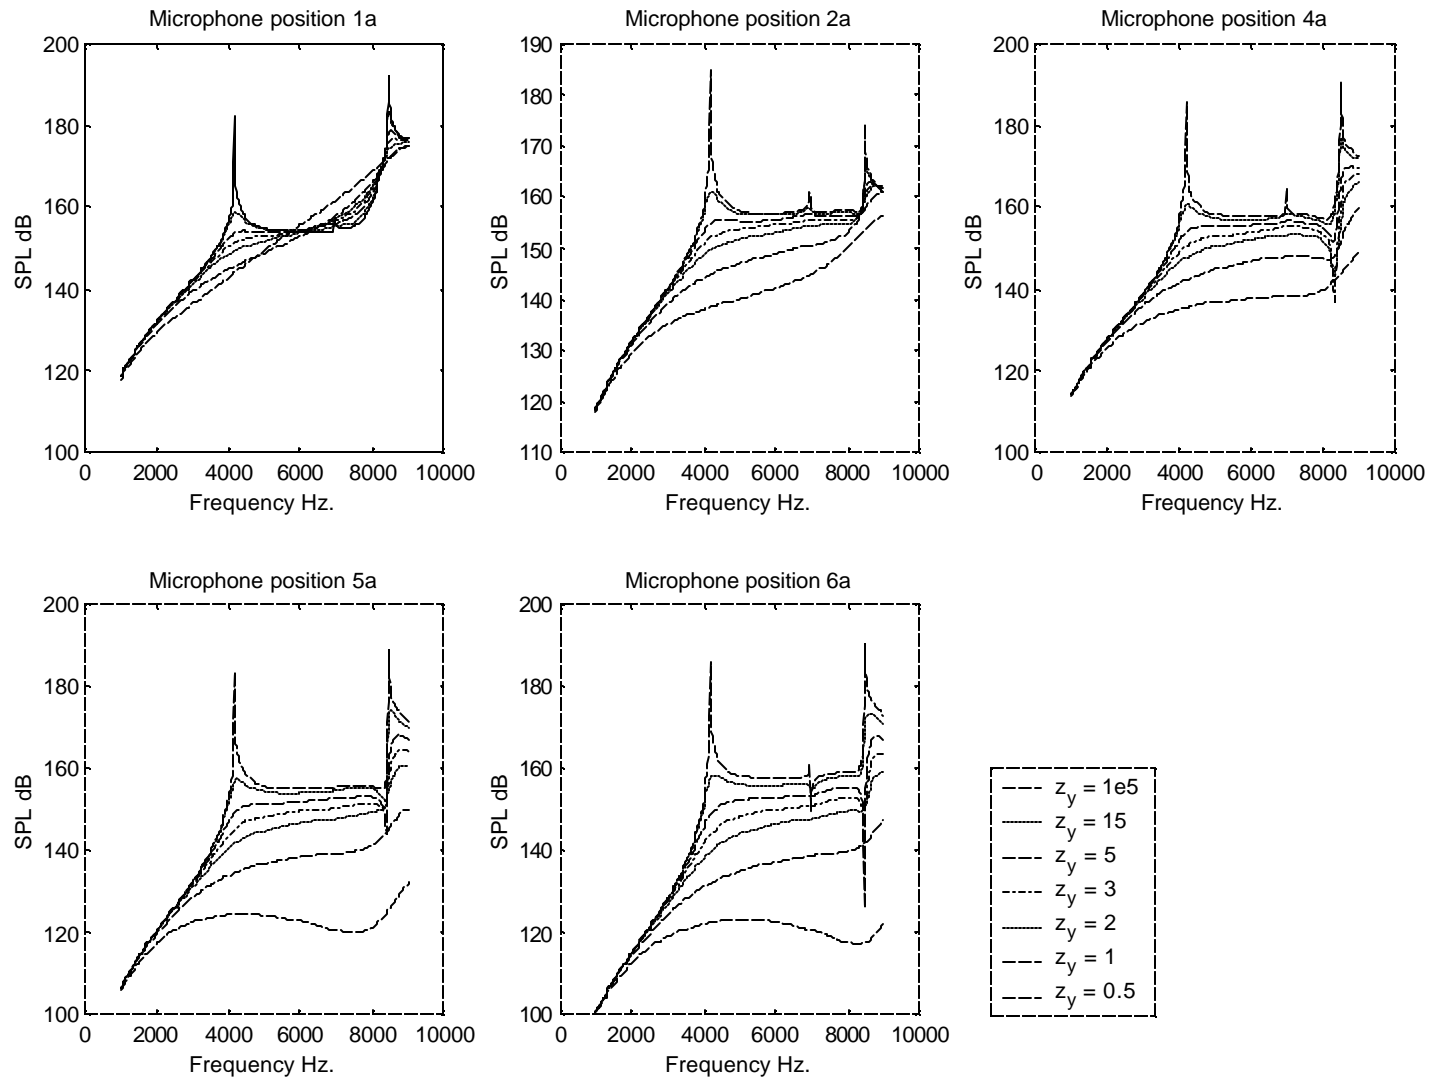 Microphone position 1a
200
180
160
140
120
100
SPL dB
0 2000 4000 6000 8000 10000
Frequency Hz.
Microphone position 2a
190
180
170
160
150
140
130
120
110
SPL dB
0 2000 4000 6000 8000 10000
Frequency Hz.
Microphone position 4a
200
180
160
140
120
100
SPL dB
0 2000 4000 6000 8000 10000
Frequency Hz.
Microphone position 5a
200
180
160
140
120
100
SPL dB
0 2000 4000 6000 8000 10000
Frequency Hz.
Microphone position 6a
200
180
160
140
120
100
SPL dB
0 2000 4000 6000 8000 10000
Frequency Hz.
z_y = 1e5
z_y = 15
z_y = 5
z_y = 3
z_y = 2
z_y = 1
z_y = 0.5